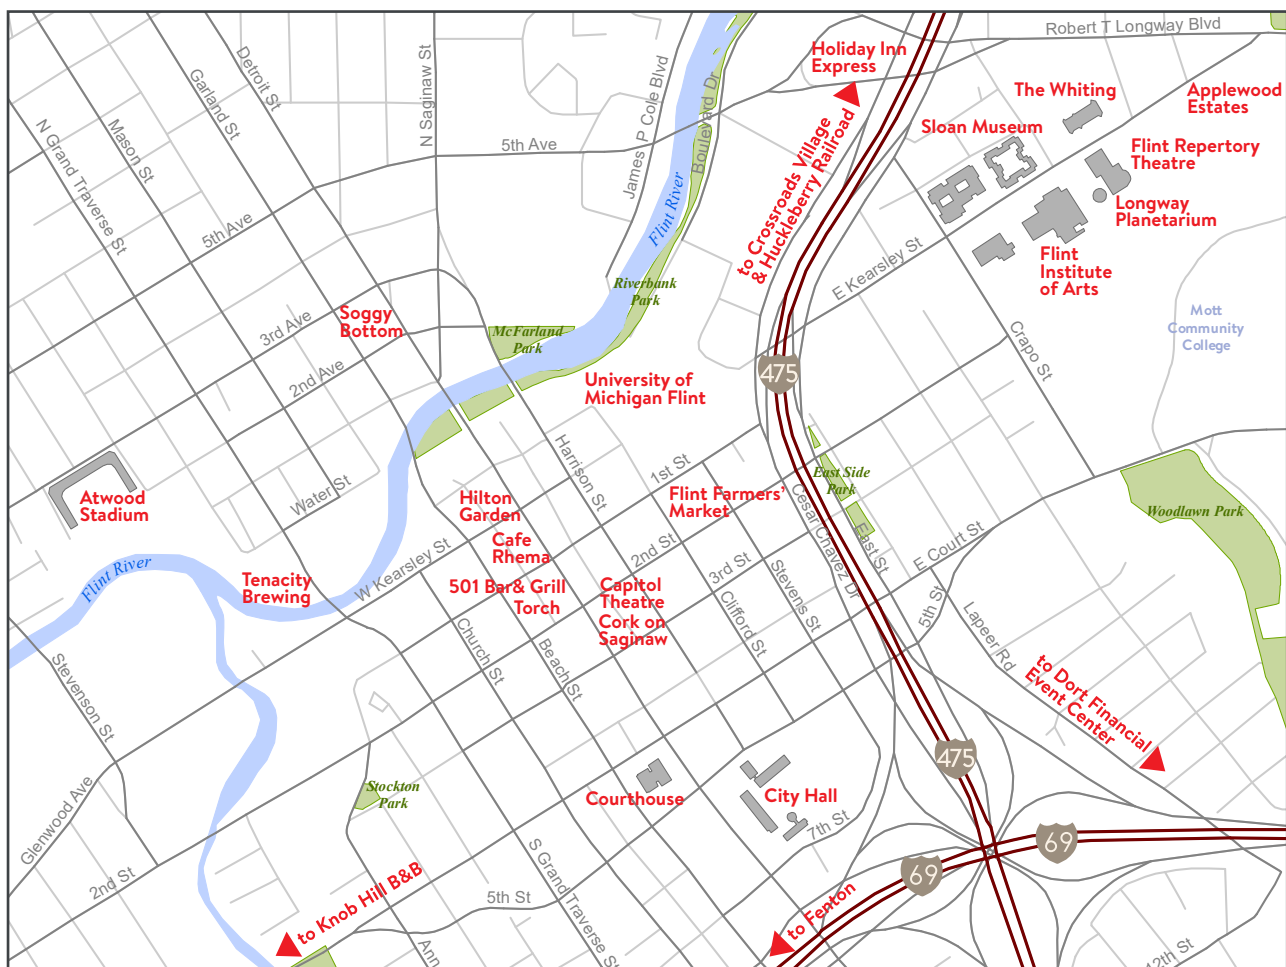 Robert T Longway Blvd
Holiday Inn
Express
Detroit St
Garland St
N Saginaw St
James P Cole Blvd
Boulevard Dr
The Whiting
Applewood
Estates
Mason St
N Grand Traverse St
5th Ave
Sloan Museum
Flint Repertory
Theatre
to Crossroads Village
& Huckleberry Railroad
Flint River
Longway
Planetarium
5th Ave
E Kearsley St
Flint
Institute
of Arts
Riverbank
Park
Mott
Community
College
3rd Ave
Soggy
Bottom
McFarland
Park
Crapo St
2nd Ave
475
University of
Michigan Flint
Harrison St
1st St
East Side
Park
Atwood
Stadium
Water St
Hilton
Garden
Flint Farmers'
Market
Cesar Chavez Dr
East St
Woodlawn Park
Cafe
Rhema
2nd St
E Court St
Flint River
Tenacity
Brewing
W Kearsley St
501 Bar& Grill
Torch
Capitol
Theatre
3rd St
Stevens St
Clifford St
Cork on
Saginaw
5th St
Lapeer Rd
Church St
Beach St
Stevenson St
to Dort Financial
Event Center
475
Stockton
Park
Courthouse
City Hall
7th St
Glenwood Ave
69
69
2nd St
to Knob Hill B&B
5th St
S Grand Traverse St
to Fenton
Ann
12th St